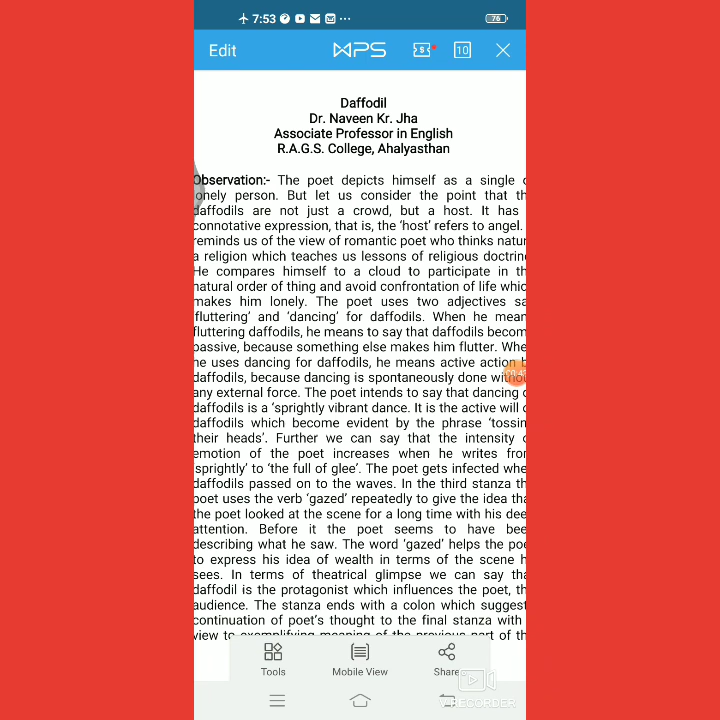 7:53
76
Edit
WPS
$
10
Daffodil
Dr. Naveen Kr. Jha
Associate Professor in English
R.A.G.S. College, Ahalyasthan
Observation:- The poet depicts himself as a single
lonely person. But let us consider the point that th
daffodils are not just a crowd, but a host. It has
connotative expression, that is, the 'host' refers to angel.
reminds us of the view of romantic poet who thinks natur
a religion which teaches us lessons of religious doctrin
He compares himself to a cloud to participate in th
natural order of thing and avoid confrontation of life whic
makes him lonely. The poet uses two adjectives sa
'fluttering' and 'dancing' for daffodils. When he mean
fluttering daffodils, he means to say that daffodils becom
passive, because something else makes him flutter. Whe
he uses dancing for daffodils, he means active action
daffodils, because dancing is spontaneously done witho
any external force. The poet intends to say that dancing
daffodils is a 'sprightly vibrant dance. It is the active will
daffodils which become evident by the phrase 'tossin
their heads'. Further we can say that the intensity
emotion of the poet increases when he writes fro
'sprightly' to 'the full of glee'. The poet gets infected whe
daffodils passed on to the waves. In the third stanza th
poet uses the verb 'gazed' repeatedly to give the idea tha
the poet looked at the scene for a long time with his dee
attention. Before it the poet seems to have bee
describing what he saw. The word 'gazed' helps the poe
to express his idea of wealth in terms of the scene h
sees. In terms of theatrical glimpse we can say tha
daffodil is the protagonist which influences the poet, th
audience. The stanza ends with a colon which suggest
continuation of poet's thought to the final stanza with
view to exemplifying meaning of the previous part of th
Tools
Mobile View
Share
RECORDER